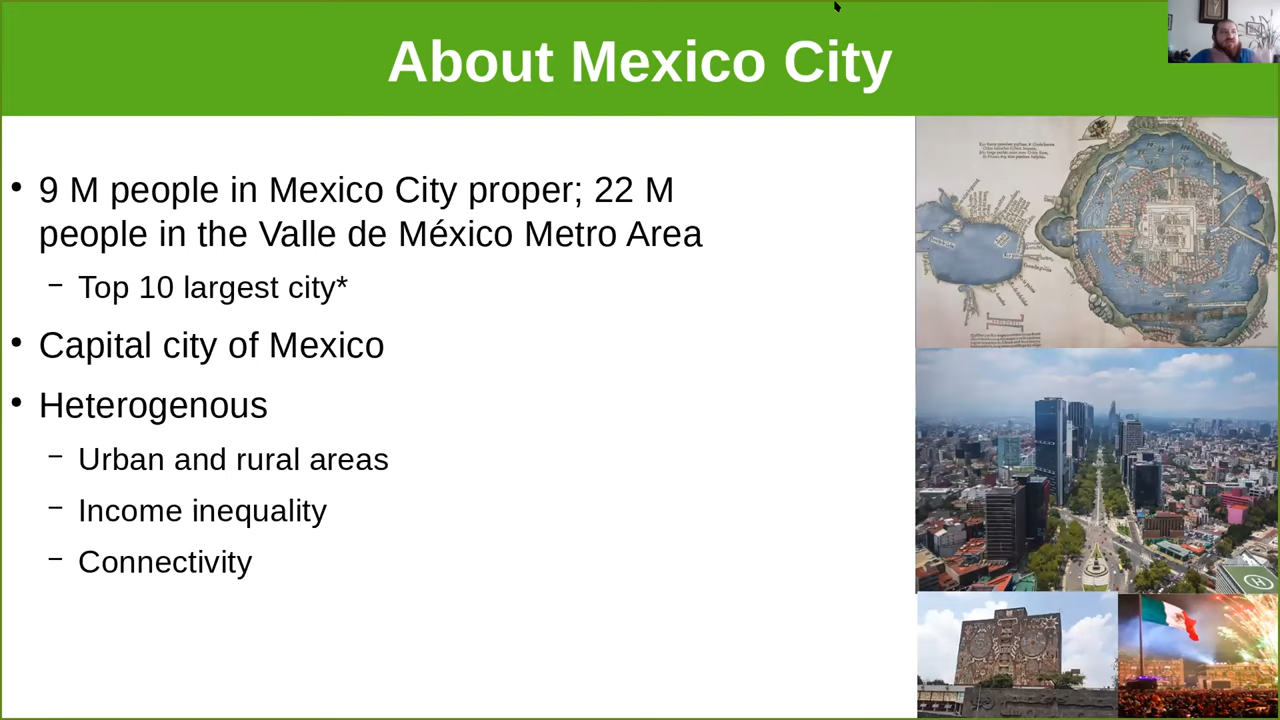 About Mexico City
• 9 M people in Mexico City proper; 22 M
people in the Valle de México Metro Area
– Top 10 largest city*
• Capital city of Mexico
• Heterogenous
– Urban and rural areas
– Income inequality
– Connectivity
H